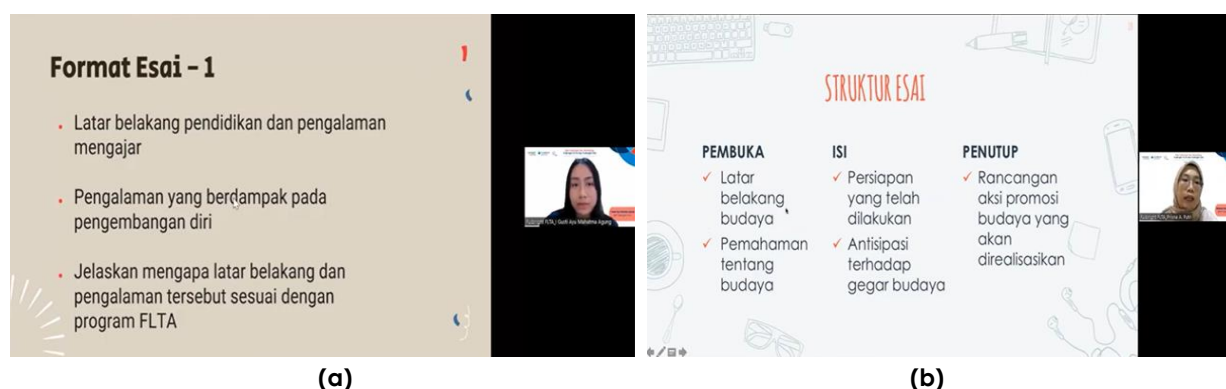 Format Esai – 1
Latar belakang pendidikan dan pengalaman
mengajar
Pengalaman yang berdampak pada
pengembangan diri
Jelaskan mengapa latar belakang dan
pengalaman tersebut sesuai dengan
program FLTA
(a)
STRUKTUR ESAI
PEMBUKA
Latar
belakang
budaya
Pemahaman
tentang
budaya
ISI
Persiapan
yang telah
dilakukan
Antisipasi
terhadap
gegar budaya
PENUTUP
Rancangan
aksi promosi
budaya yang
akan
direalisasikan
(b)